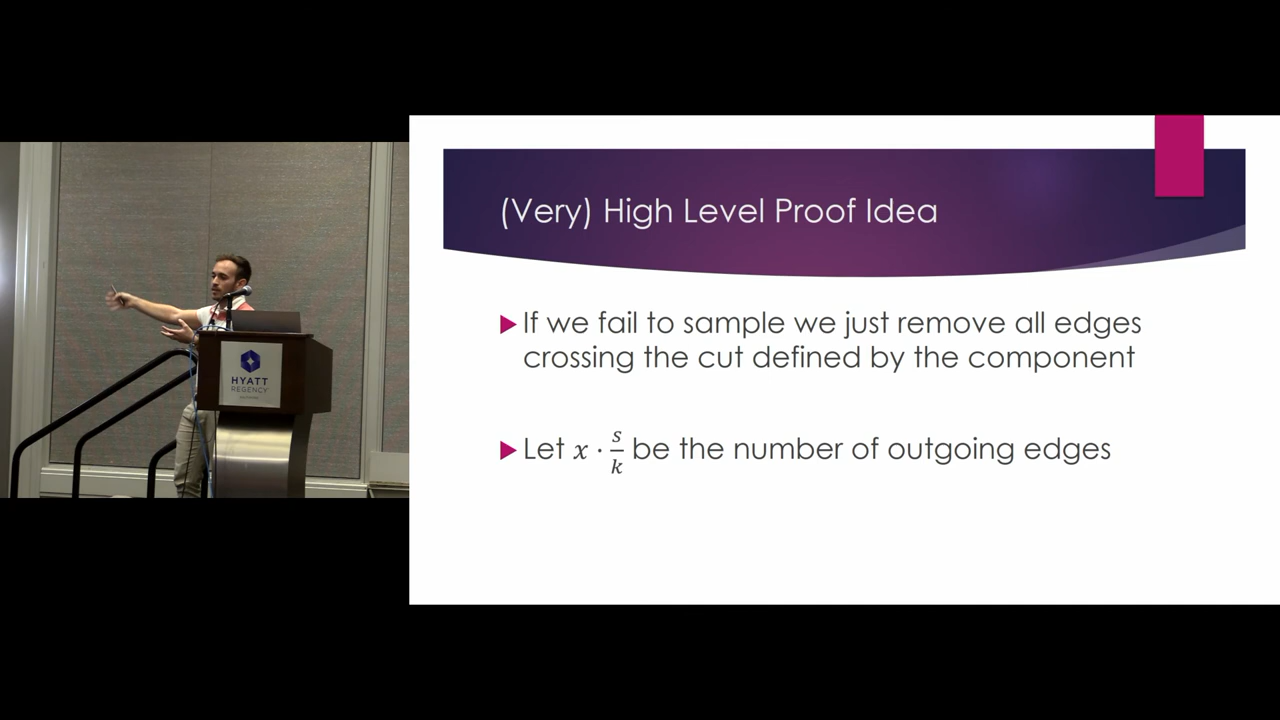 (Very) High Level Proof Idea
If we fail to sample we just remove all edges
crossing the cut defined by the component
Let x · s/k be the number of outgoing edges
HYATT
REGENCY